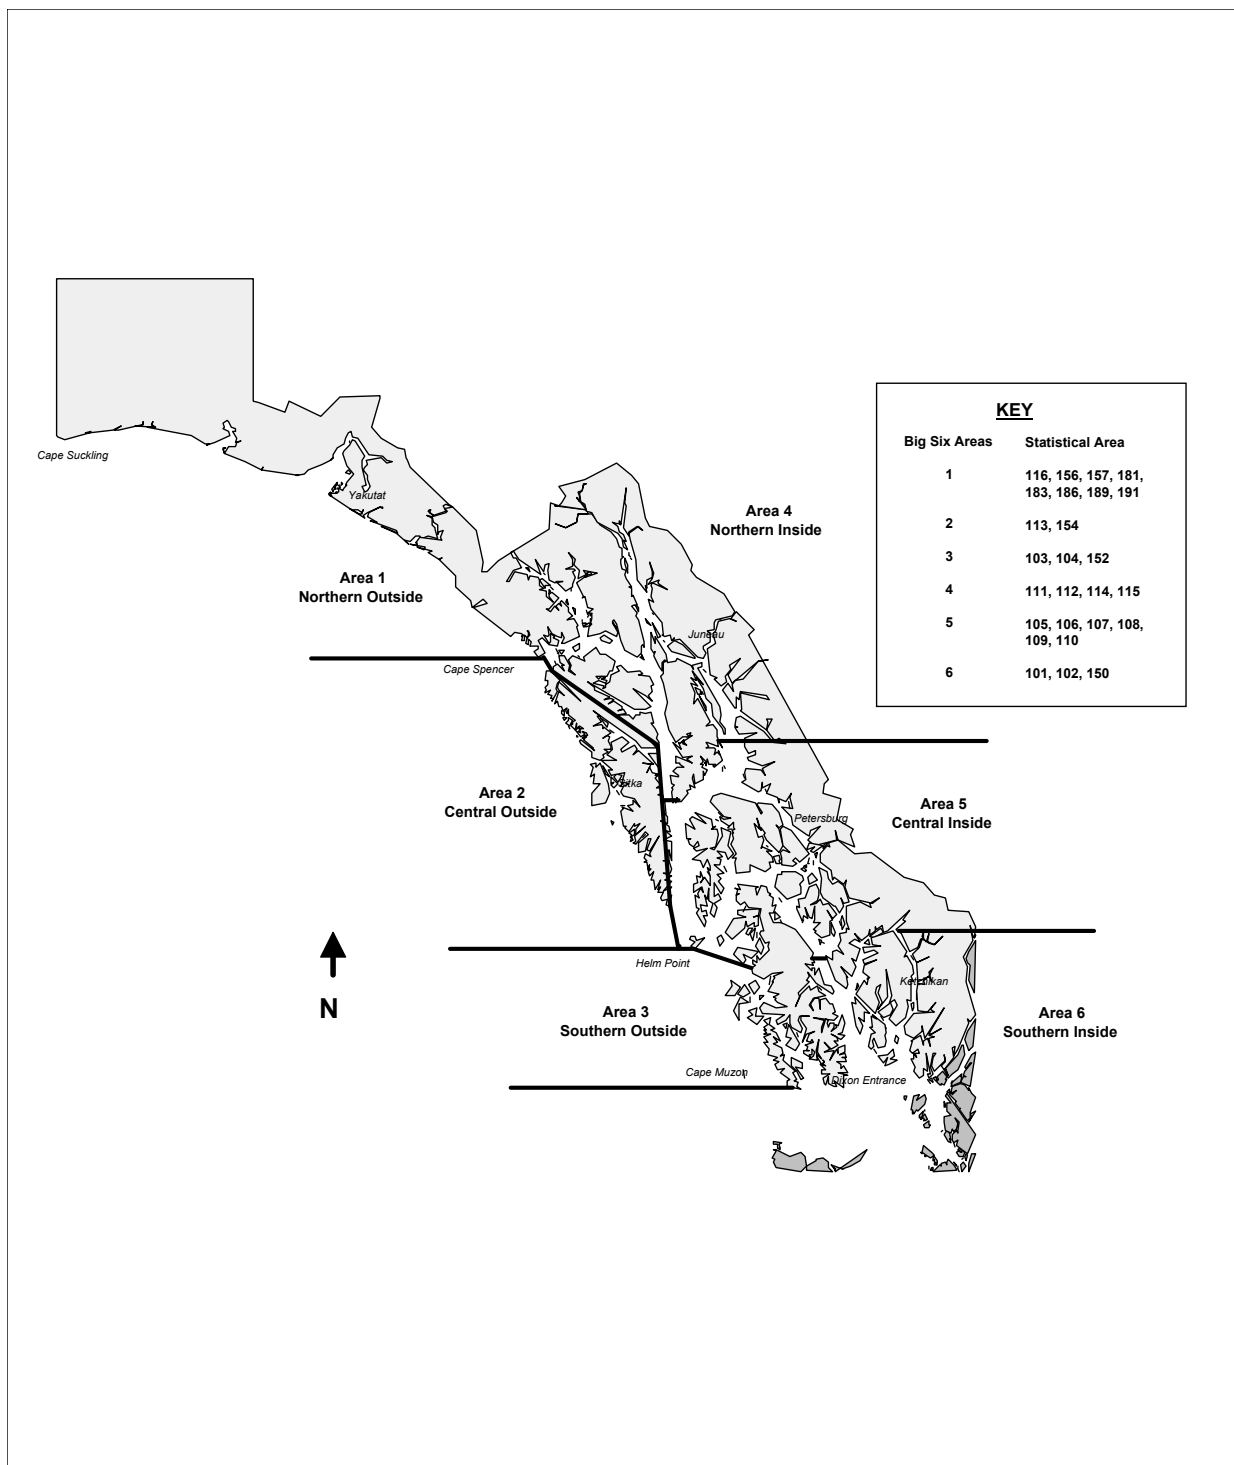 KEY
Big Six Areas Statistical Area
1 116, 156, 157, 181,
183, 186, 189, 191
2 113, 154
3 103, 104, 152
4 111, 112, 114, 115
5 105, 106, 107, 108,
109, 110
6 101, 102, 150
Cape Suckling
Yakutat
Area 4
Northern Inside
Area 1
Northern Outside
Juneau
Cape Spencer
Sitka
Area 2
Central Outside
Area 5
Central Inside
Petersburg
Helm Point
Ketchikan
N
Area 3
Southern Outside
Area 6
Southern Inside
Cape Muzon
Dixon Entrance